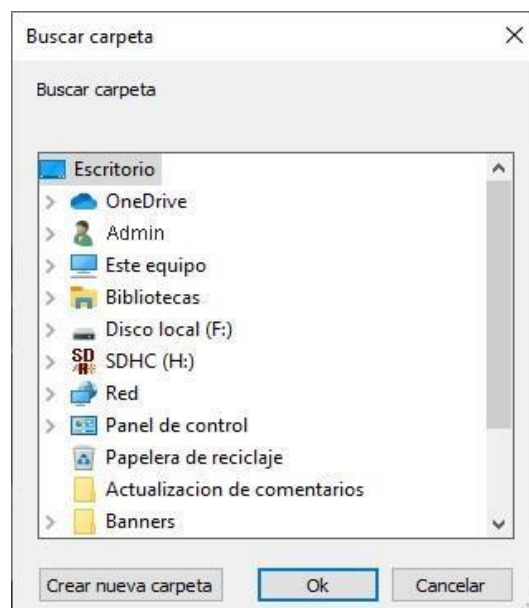 Buscar carpeta
Buscar carpeta
Escritorio
OneDrive
Admin
Este equipo
Bibliotecas
Disco local (F:)
SDHC (H:)
Red
Panel de control
Papelera de reciclaje
Actualizacion de comentarios
Banners
Crear nueva carpeta Ok Cancelar